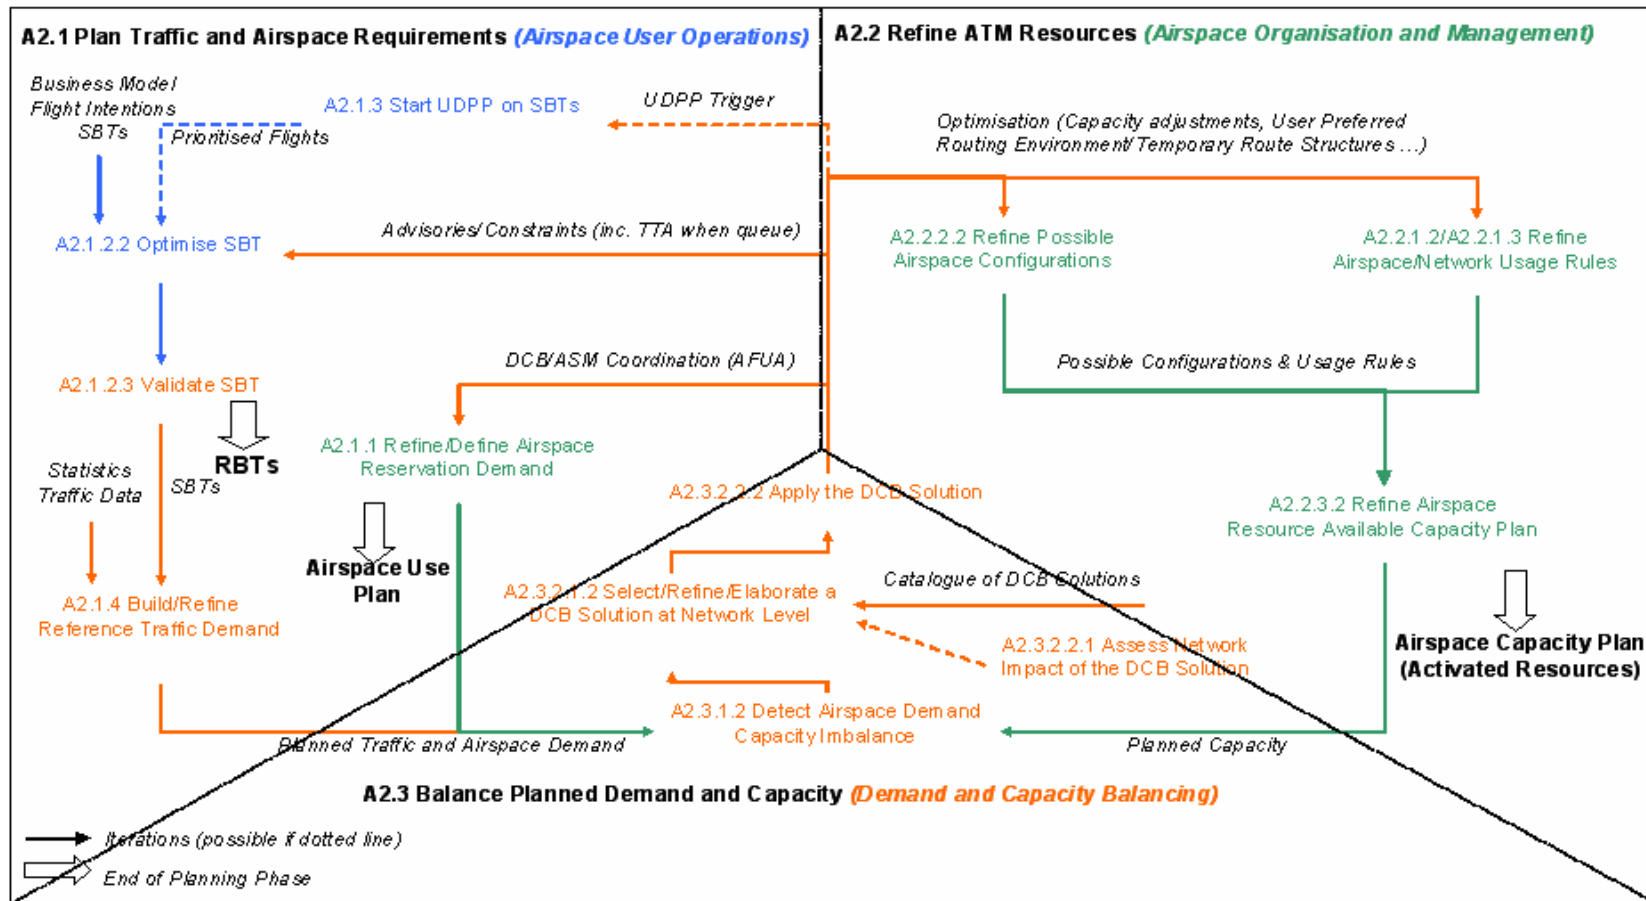 A2.1 Plan Traffic and Airspace Requirements (Airspace User Operations)
A2.2 Refine ATM Resources (Airspace Organisation and Management)
Business Model
Flight Intentions
SBTs
A2.1.3 Start UDPP on SBTs
UDPP Trigger
Prioritised Flights
Optimisation (Capacity adjustments, User Preferred
Routing Environment/Temporary Route Structures ...)
A2.1.2.2 Optimise SBT
Advisories/Constraints (inc. TTA when queue)
A2.2.2.2 Refine Possible
Airspace Configurations
A2.2.1.2/A2.2.1.3 Refine
Airspace/Network Usage Rules
DCB/ASM Coordination (AFUA)
Possible Configurations & Usage Rules
A2.1.2.3 Validate SBT
RBTs
A2.1.1 Refine/Define Airspace
Reservation Demand
Statistics
Traffic Data
SBTs
A2.3.2.2.2 Apply the DCB Solution
A2.2.3.2 Refine Airspace
Resource Available Capacity Plan
Airspace Use
Plan
A2.3.2.1.2 Select/Refine/Elaborate a
DCB Solution at Network Level
Catalogue of DCB Solutions
A2.1.4 Build/Refine
Reference Traffic Demand
A2.3.2.2.1 Assess Network
Impact of the DCB Solution
Airspace Capacity Plan
(Activated Resources)
A2.3.1.2 Detect Airspace Demand
Capacity Imbalance
Planned Traffic and Airspace Demand
Planned Capacity
A2.3 Balance Planned Demand and Capacity (Demand and Capacity Balancing)
Iterations (possible if dotted line)
End of Planning Phase